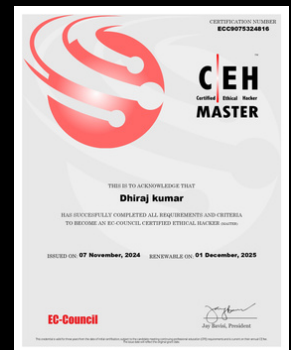 CERTIFICATION NUMBER
ECC9075324816
CEH
™
Certified Ethical Hacker
MASTER
THIS IS TO ACKNOWLEDGE THAT
Dhiraj kumar
HAS SUCCESSFULLY COMPLETED ALL REQUIREMENTS AND CRITERIA
TO BECOME AN EC-COUNCIL CERTIFIED ETHICAL HACKER (MASTER)
ISSUED ON: 07 November, 2024 RENEWABLE ON: 01 December, 2025
EC-Council
Jay Bavisi, President